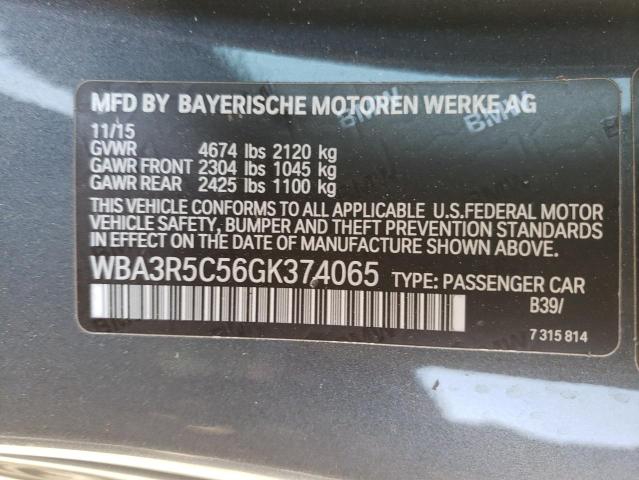 MFD BY BAYERISCHE MOTOREN WERKE AG
11/15
GVWR 4674 lbs 2120 kg
GAWR FRONT 2304 lbs 1045 kg
GAWR REAR 2425 lbs 1100 kg
THIS VEHICLE CONFORMS TO ALL APPLICABLE U.S.FEDERAL MOTOR
VEHICLE SAFETY, BUMPER AND THEFT PREVENTION STANDARDS
IN EFFECT ON THE DATE OF MANUFACTURE SHOWN ABOVE.
WBA3R5C56GK374065 TYPE: PASSENGER CAR
B39/
7 315 814